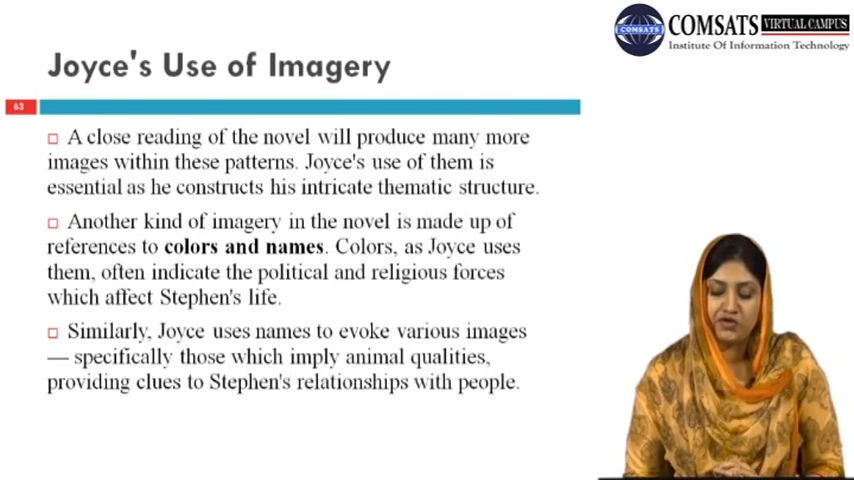 COMSATS VIRTUAL CAMPUS
COMSATS
Institute Of Information Technology
Joyce's Use of Imagery
63
A close reading of the novel will produce many more
images within these patterns. Joyce's use of them is
essential as he constructs his intricate thematic structure.
Another kind of imagery in the novel is made up of
references to colors and names. Colors, as Joyce uses
them, often indicate the political and religious forces
which affect Stephen's life.
Similarly, Joyce uses names to evoke various images
— specifically those which imply animal qualities,
providing clues to Stephen's relationships with people.